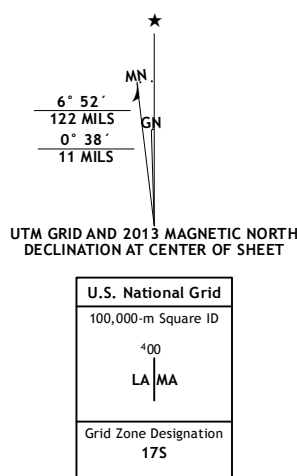 ★
MN
6° 52´
122 MILS
GN
0° 38´
11 MILS
UTM GRID AND 2013 MAGNETIC NORTH
DECLINATION AT CENTER OF SHEET
U.S. National Grid
100,000-m Square ID
⁴00
LA MA
Grid Zone Designation
17S